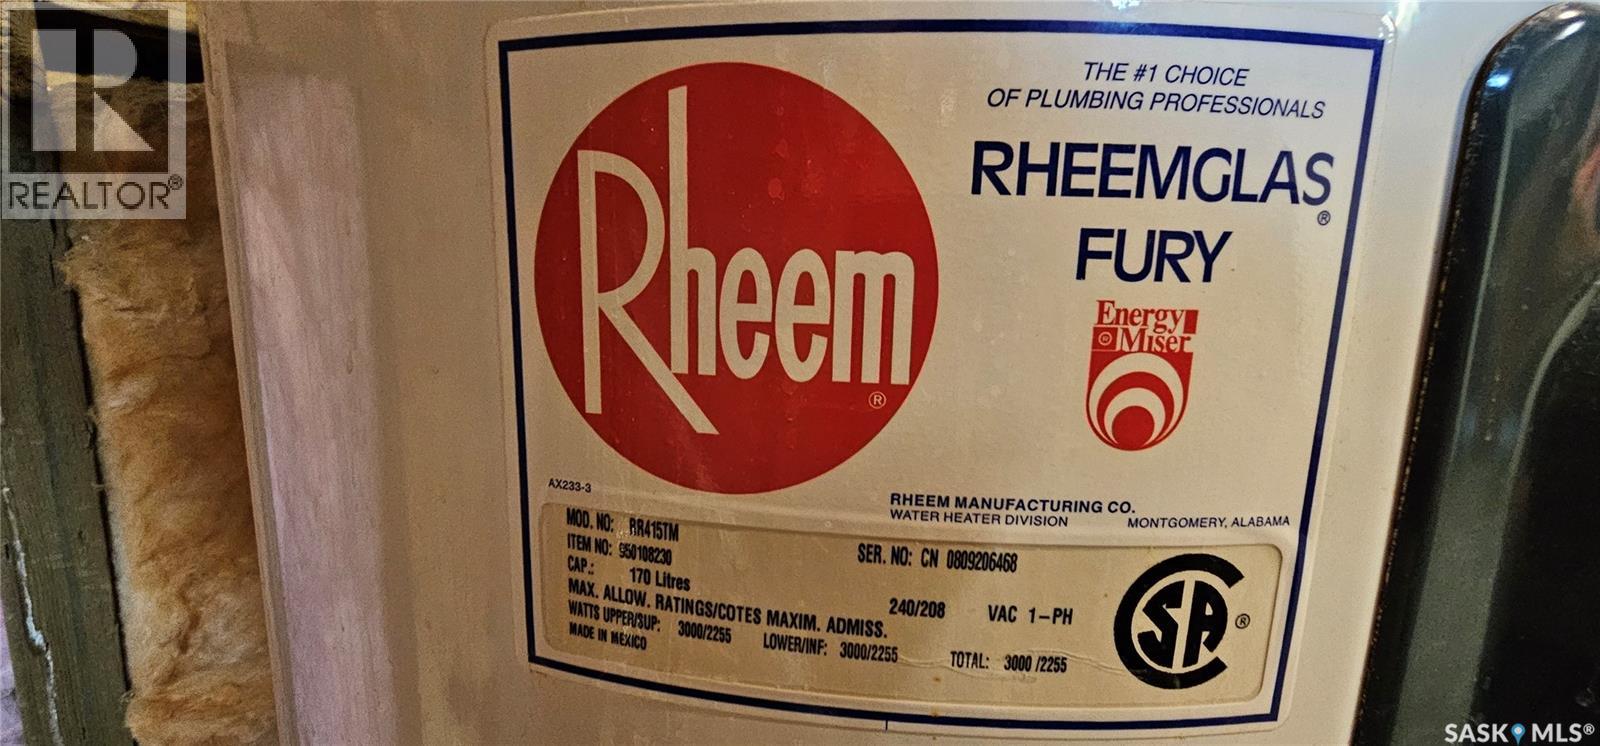 REALTOR®
THE #1 CHOICE
OF PLUMBING PROFESSIONALS
RHEEMGLAS®
FURY
Energy
Miser®
Rheem®
AX233-3
RHEEM MANUFACTURING CO.
WATER HEATER DIVISION MONTGOMERY, ALABAMA
MOD. NO: RR415TM
ITEM NO: 950108230 SER. NO: CN 0809206468
CAP.: 170 Litres
MAX. ALLOW. RATINGS/COTES MAXIM. ADMISS. 240/208 VAC 1-PH
WATTS UPPER/SUP: 3000/2255 LOWER/INF: 3000/2255 TOTAL: 3000 /2255
MADE IN MEXICO
CSA®
SASK MLS®